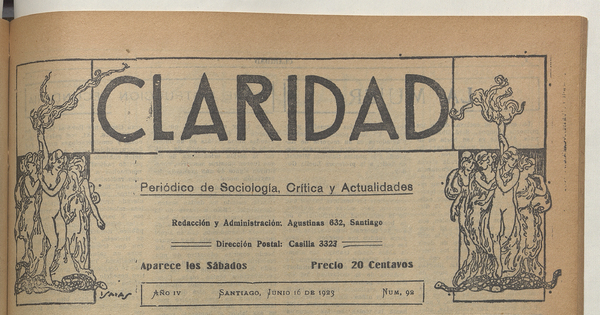 CLARIDAD
Periódico de Sociología, Crítica y Actualidades
Redacción y Administración: Agustinas 632, Santiago
Dirección Postal: Casilla 3323
Aparece los Sábados Precio 20 Centavos
ISAIAS
AÑO IV SANTIAGO, JUNIO 16 DE 1923 NUM, 92